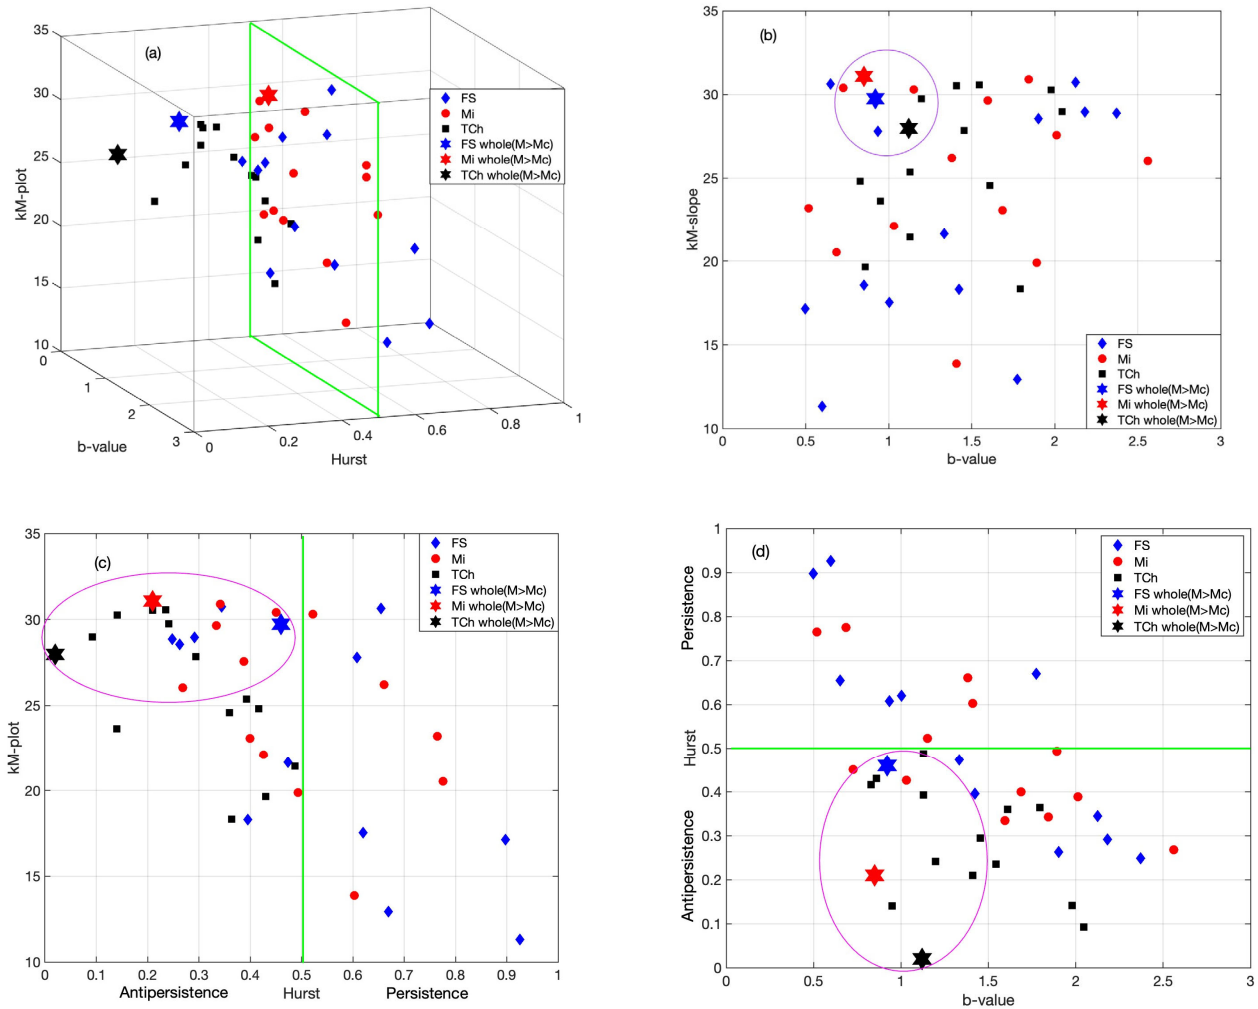 (a)
35
30
25
20
15
10
kM-plot
0
1
2
3
b-value
0
0.2
0.4
0.6
0.8
1
Hurst
FS
Mi
TCh
FS whole(M>Mc)
Mi whole(M>Mc)
TCh whole(M>Mc)
(b)
35
30
25
20
15
10
kM-slope
0
0.5
1
1.5
2
2.5
3
b-value
FS
Mi
TCh
FS whole(M>Mc)
Mi whole(M>Mc)
TCh whole(M>Mc)
(c)
35
30
25
20
15
10
kM-plot
0
0.1
0.2
0.3
0.4
0.5
0.6
0.7
0.8
0.9
1
Antipersistence
Hurst
Persistence
FS
Mi
TCh
FS whole(M>Mc)
Mi whole(M>Mc)
TCh whole(M>Mc)
(d)
1
0.9
0.8
0.7
0.6
0.5
0.4
0.3
0.2
0.1
0
Persistence
Hurst
Antipersistence
0.5
1
1.5
2
2.5
3
b-value
FS
Mi
TCh
FS whole(M>Mc)
Mi whole(M>Mc)
TCh whole(M>Mc)